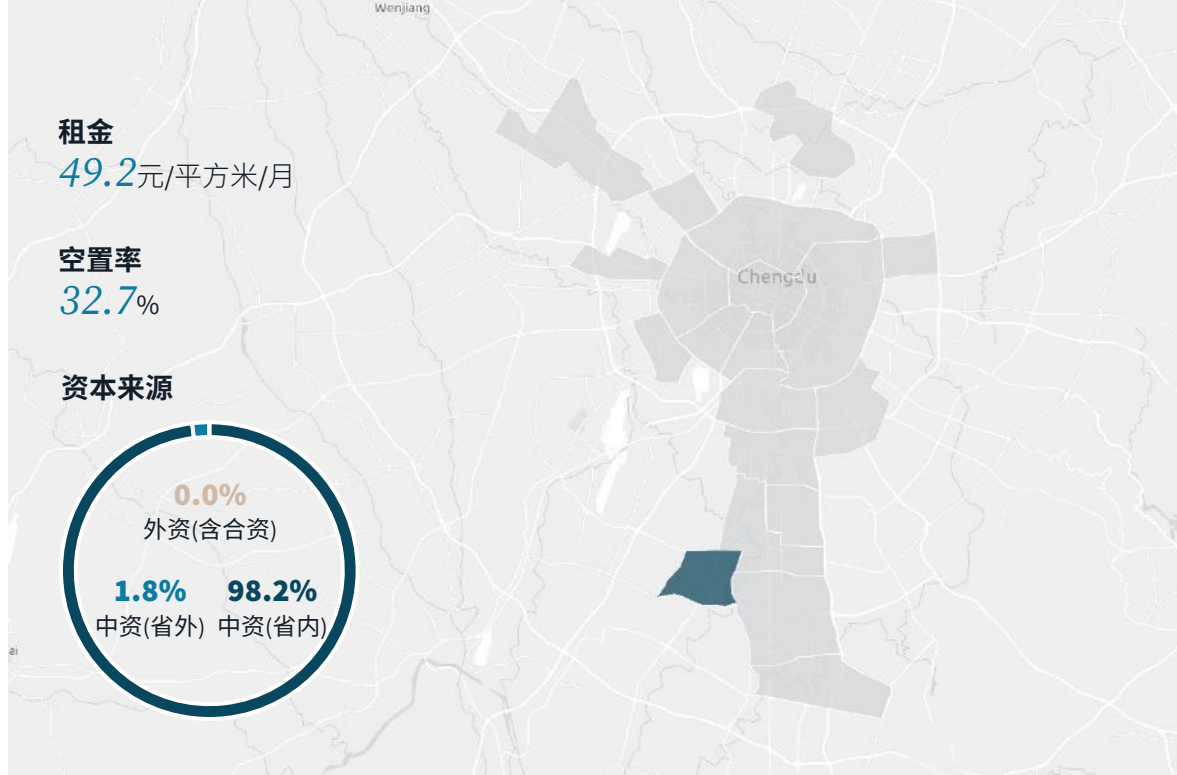 Wenjiang
租金
49.2元/平方米/月
空置率
32.7%
Chengdu
资本来源
0.0%
外资(含合资)
1.8% 98.2%
中资(省外) 中资(省内)
ai